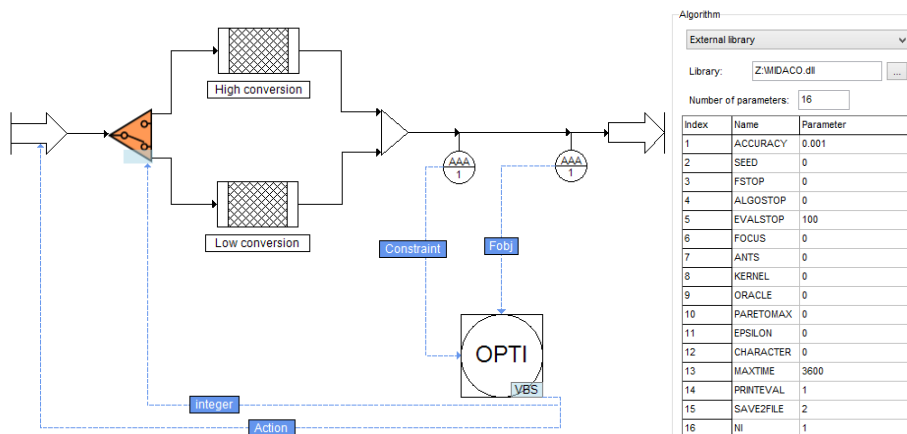 High conversion
Low conversion
AAA
1
AAA
1
Constraint
Fobj
OPTI
VBS
integer
Action
Algorithm
External library
Library: Z:\MIDACO.dll ...
Number of parameters: 16
Index Name Parameter
1 ACCURACY 0.001
2 SEED 0
3 FSTOP 0
4 ALGOSTOP 0
5 EVALSTOP 100
6 FOCUS 0
7 ANTS 0
8 KERNEL 0
9 ORACLE 0
10 PARETOMAX 0
11 EPSILON 0
12 CHARACTER 0
13 MAXTIME 3600
14 PRINTEVAL 1
15 SAVE2FILE 2
16 NI 1